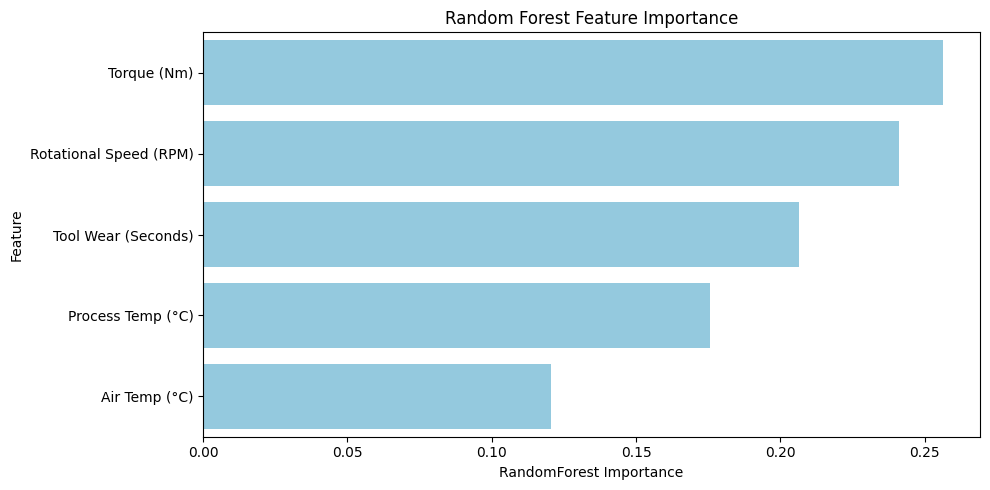 Random Forest Feature Importance
Feature
Torque (Nm)
Rotational Speed (RPM)
Tool Wear (Seconds)
Process Temp (°C)
Air Temp (°C)
0.00 0.05 0.10 0.15 0.20 0.25
RandomForest Importance